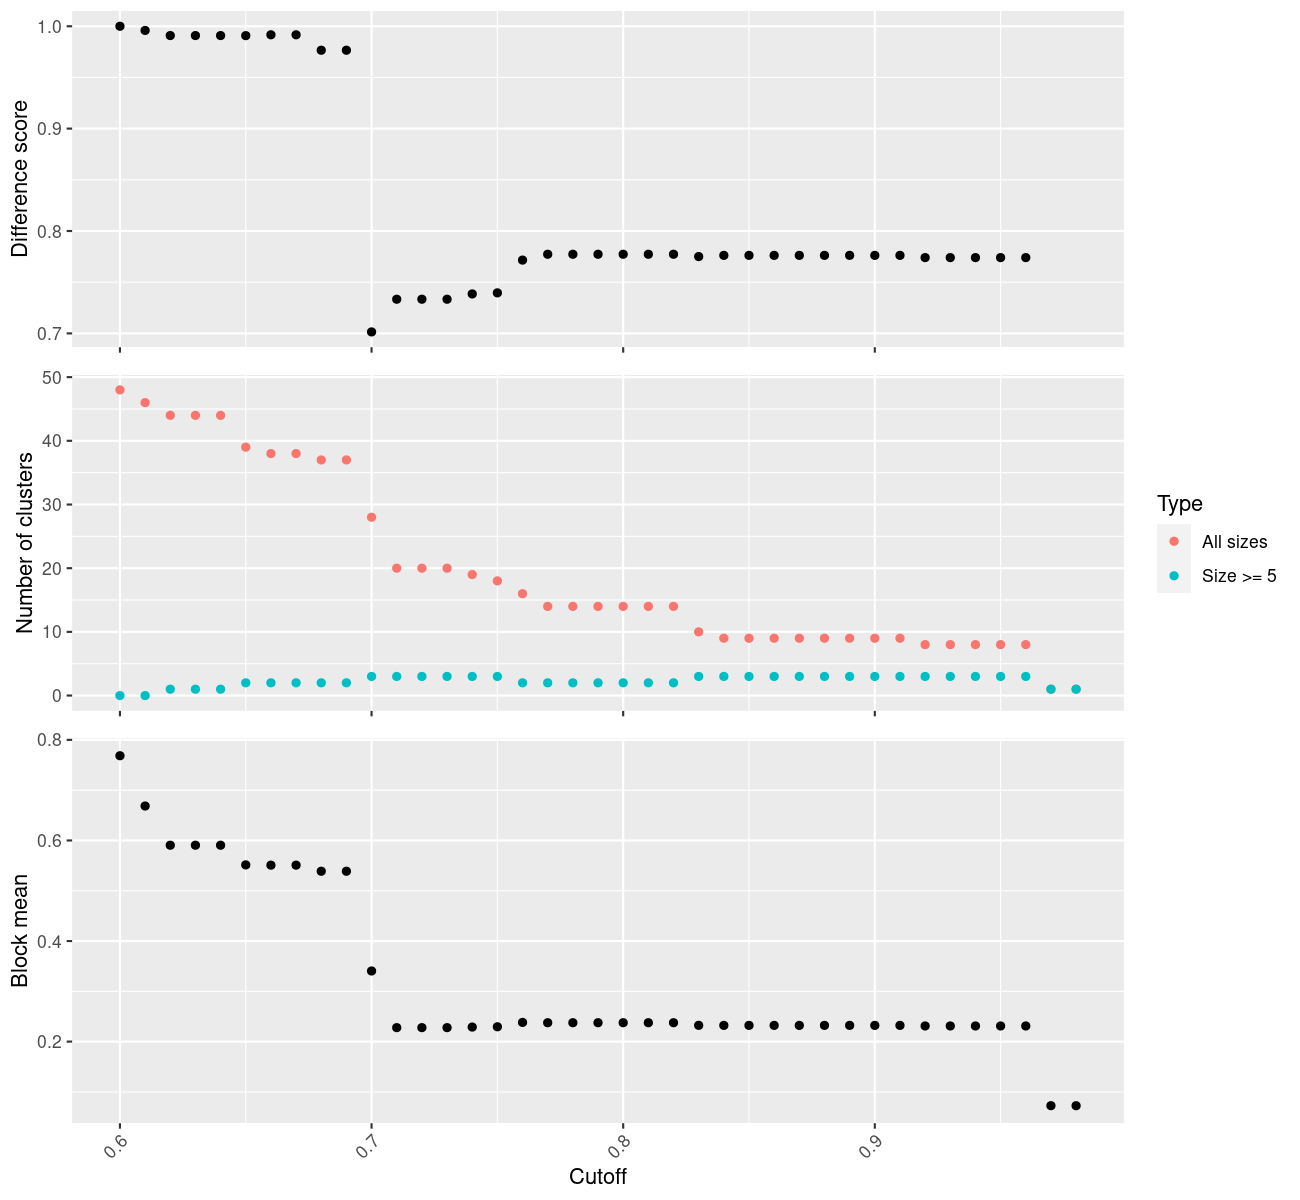 1.0
0.9
0.8
0.7
Difference score
50
40
30
20
10
0
Number of clusters
Type
All sizes
Size >= 5
0.8
0.6
0.4
0.2
Block mean
0.6
0.7
0.8
0.9
Cutoff